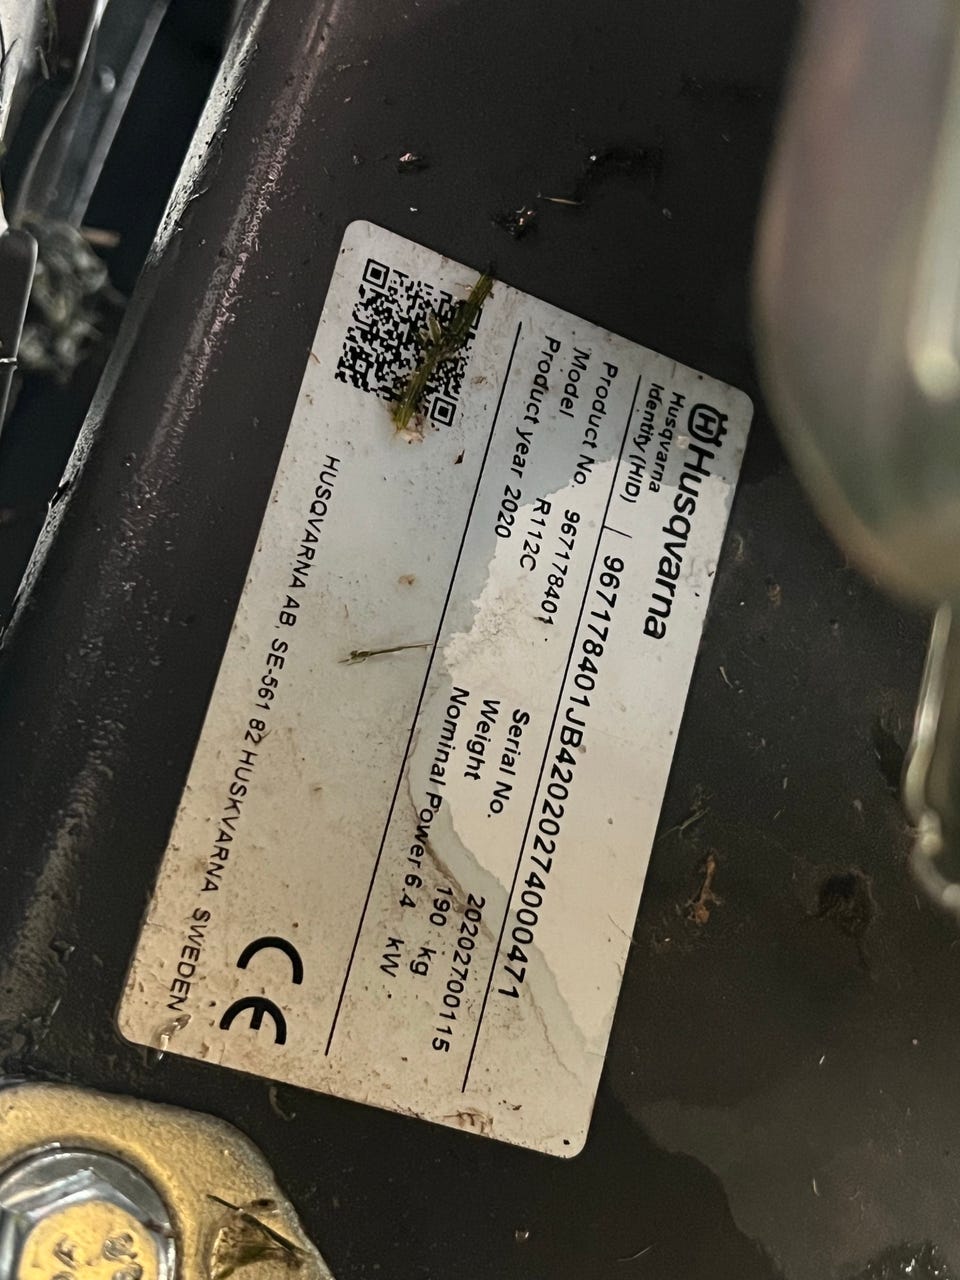 Husqvarna
Husqvarna
Identity (HID) | 967178401JB42020274000471
Product No. 967178401 Serial No. 20202700115
Model R112C Weight 190 kg
Product year 2020 Nominal Power 6.4 kW
HUSQVARNA AB, SE-561 82 HUSKVARNA SWEDEN
CE